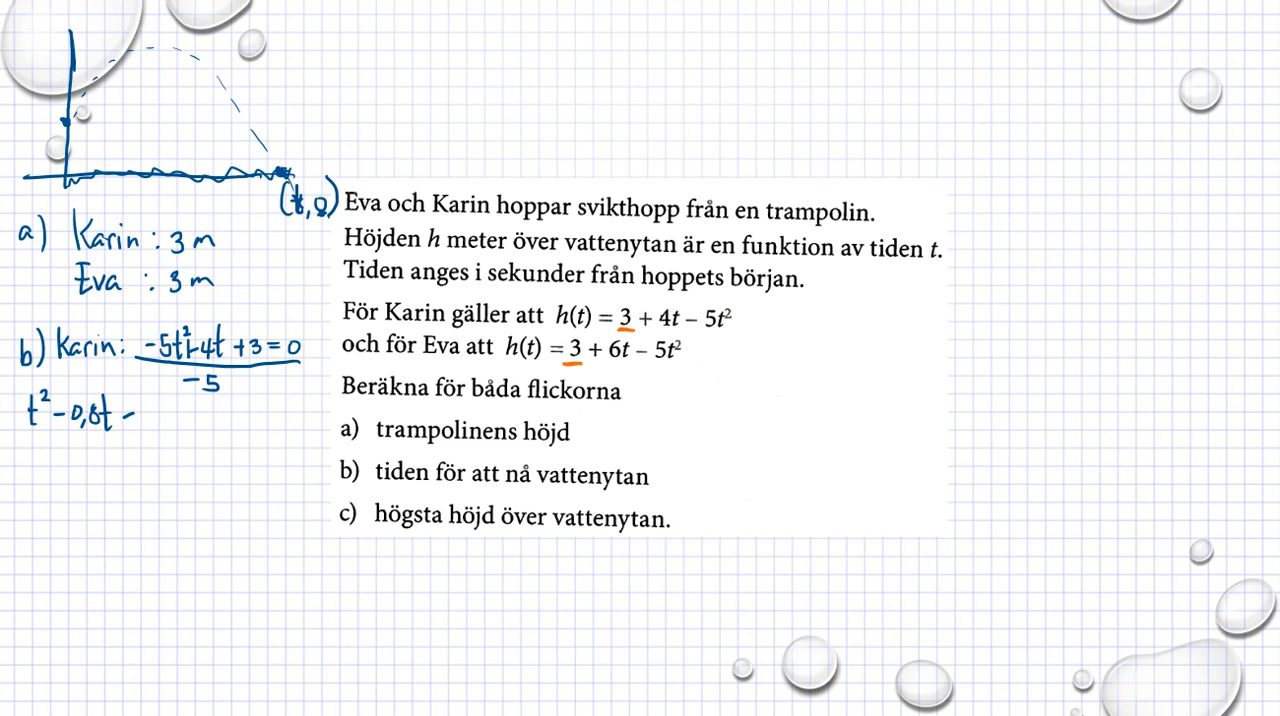 (t, 0)
a) Karin : 3 m
Eva : 3 m
b) Karin: -5t²+4t +3 = 0
-5
t² - 0,8t -
Eva och Karin hoppar svikthopp från en trampolin.
Höjden h meter över vattenytan är en funktion av tiden t.
Tiden anges i sekunder från hoppets början.
För Karin gäller att h(t) = 3 + 4t – 5t²
och för Eva att h(t) = 3 + 6t – 5t²
Beräkna för båda flickorna
a) trampolinens höjd
b) tiden för att nå vattenytan
c) högsta höjd över vattenytan.